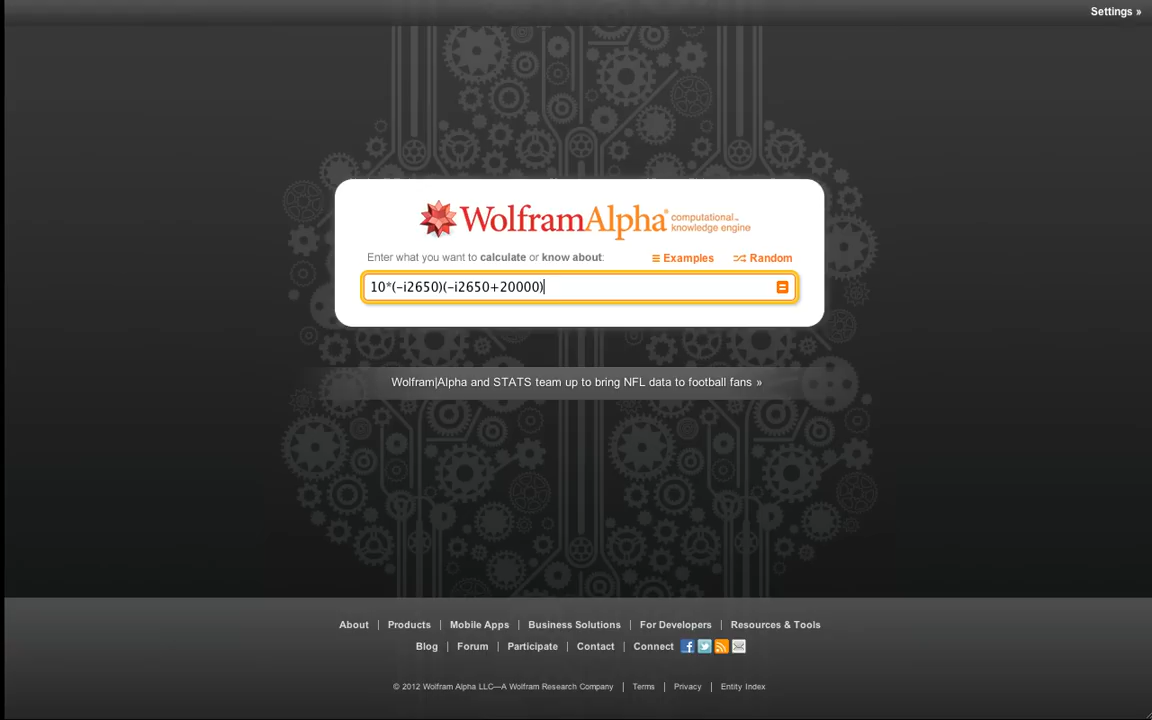 Settings »
WolframAlpha® computational™
knowledge engine
Enter what you want to calculate or know about:
Examples
Random
10*(-i2650)(-i2650+20000)
Wolfram|Alpha and STATS team up to bring NFL data to football fans »
About | Products | Mobile Apps | Business Solutions | For Developers | Resources & Tools
Blog | Forum | Participate | Contact | Connect
© 2012 Wolfram Alpha LLC—A Wolfram Research Company | Terms | Privacy | Entity Index